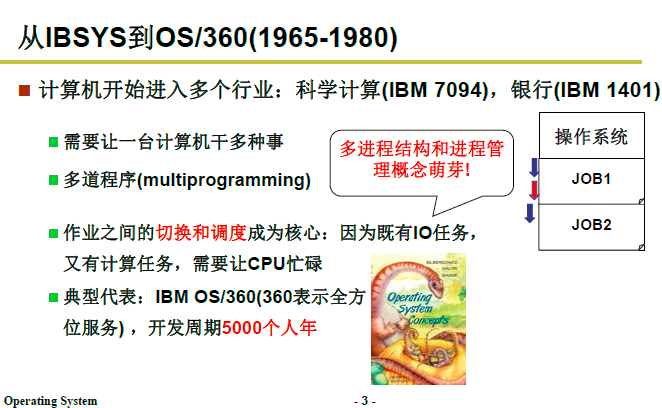 从IBSYS到OS/360(1965-1980)
计算机开始进入多个行业：科学计算(IBM 7094)，银行(IBM 1401)
需要让一台计算机干多种事
多道程序(multiprogramming)
多进程结构和进程管
理概念萌芽!
操作系统
JOB1
JOB2
作业之间的切换和调度成为核心：因为既有IO任务，
又有计算任务，需要让CPU忙碌
典型代表：IBM OS/360(360表示全方
位服务) ，开发周期5000个人年
SILBERSCHATZ
GALVIN
GAGNE
Operating
System
Concepts
Operating System
- 3 -